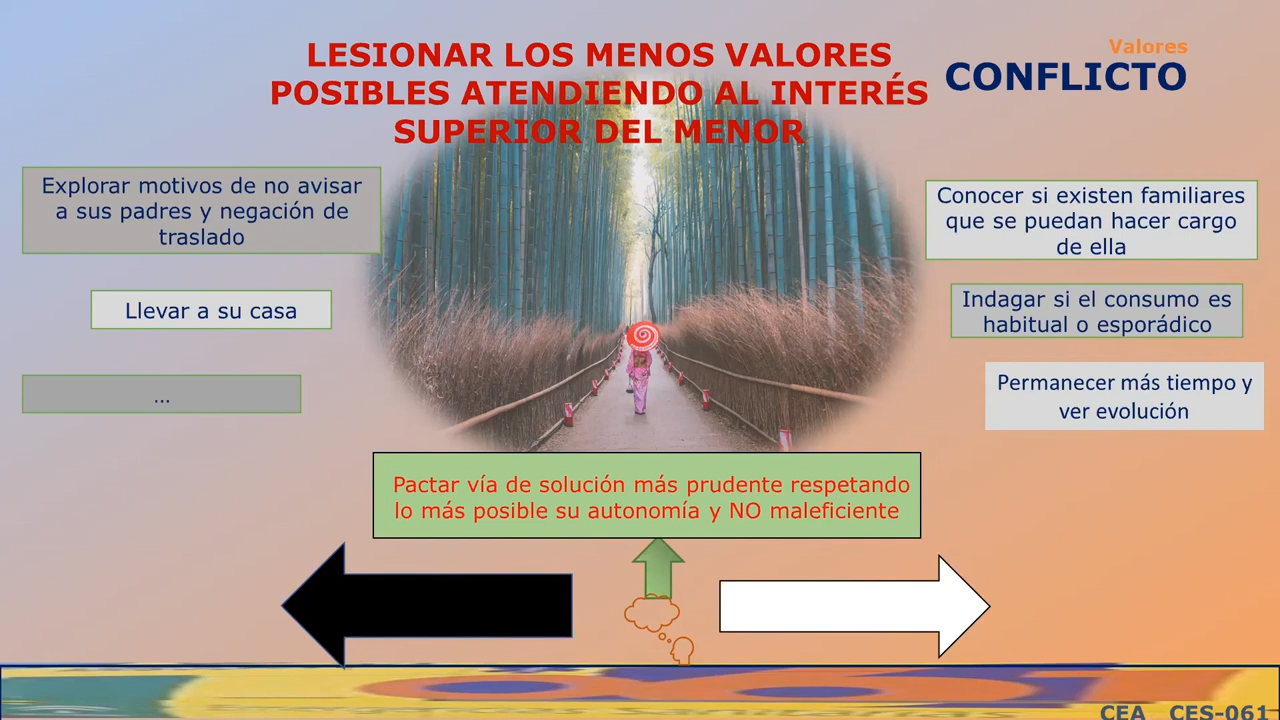 LESIONAR LOS MENOS VALORES
POSIBLES ATENDIENDO AL INTERÉS
SUPERIOR DEL MENOR
Valores
CONFLICTO
Explorar motivos de no avisar
a sus padres y negación de
traslado
Llevar a su casa
...
Conocer si existen familiares
que se puedan hacer cargo
de ella
Indagar si el consumo es
habitual o esporádico
Permanecer más tiempo y
ver evolución
Pactar vía de solución más prudente respetando
lo más posible su autonomía y NO maleficiente
CEA CES-061